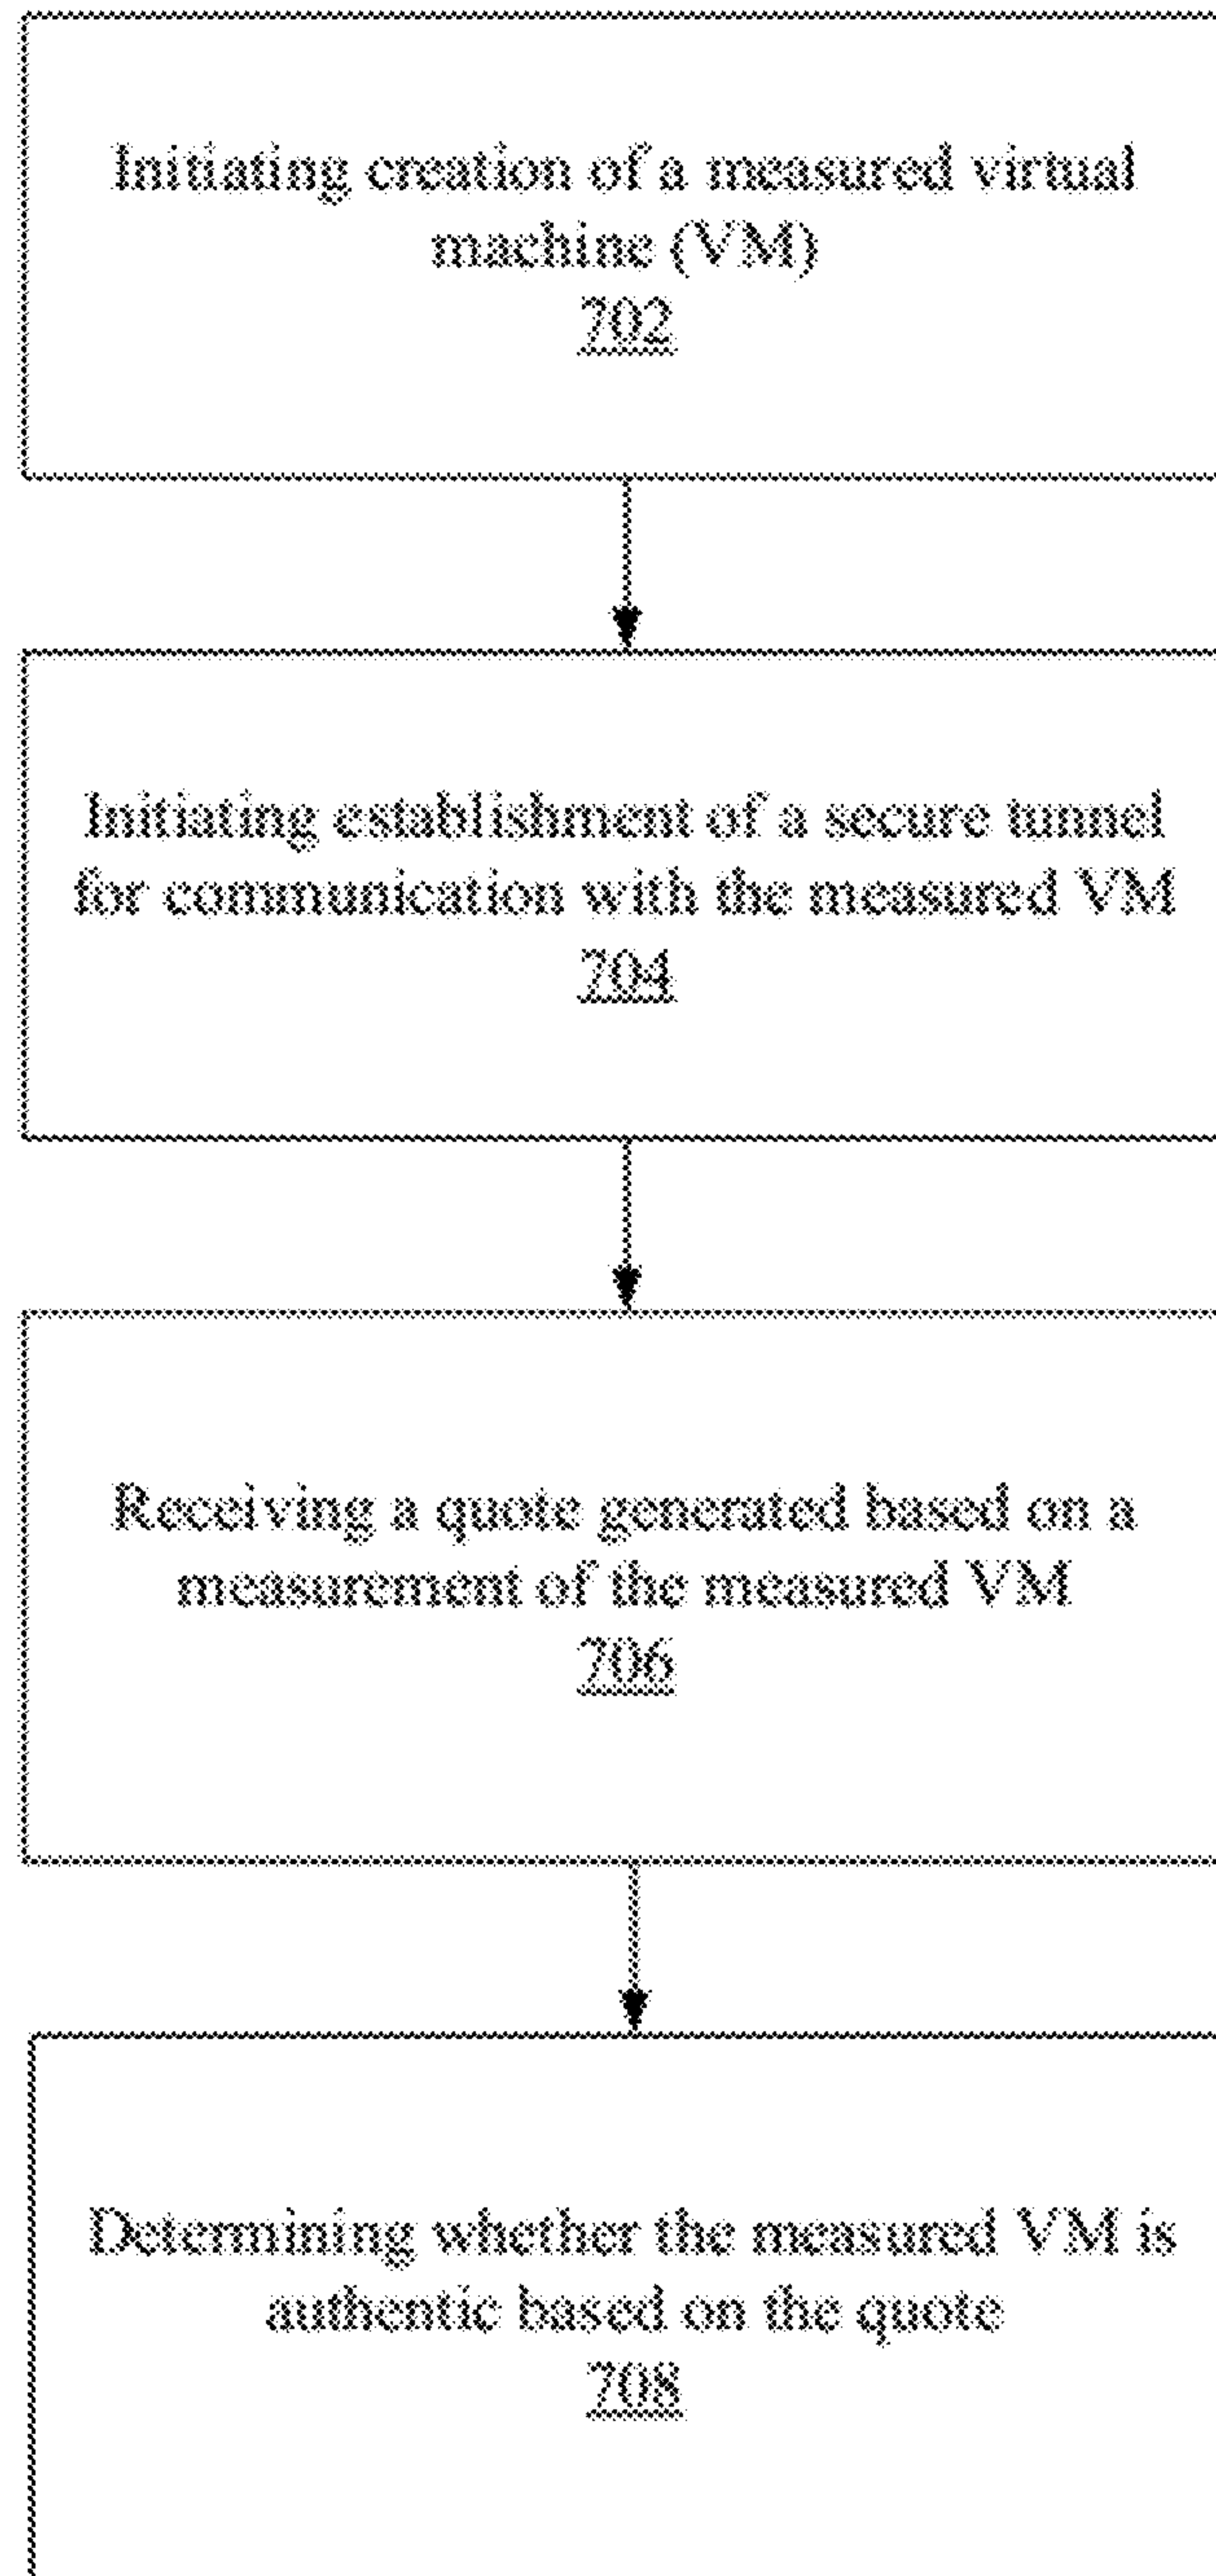 Initiating creation of a measured virtual
machine (VM)
702
Initiating establishment of a secure tunnel
for communication with the measured VM
704
Receiving a quote generated based on a
measurement of the measured VM
706
Determining whether the measured VM is
authentic based on the quote
708